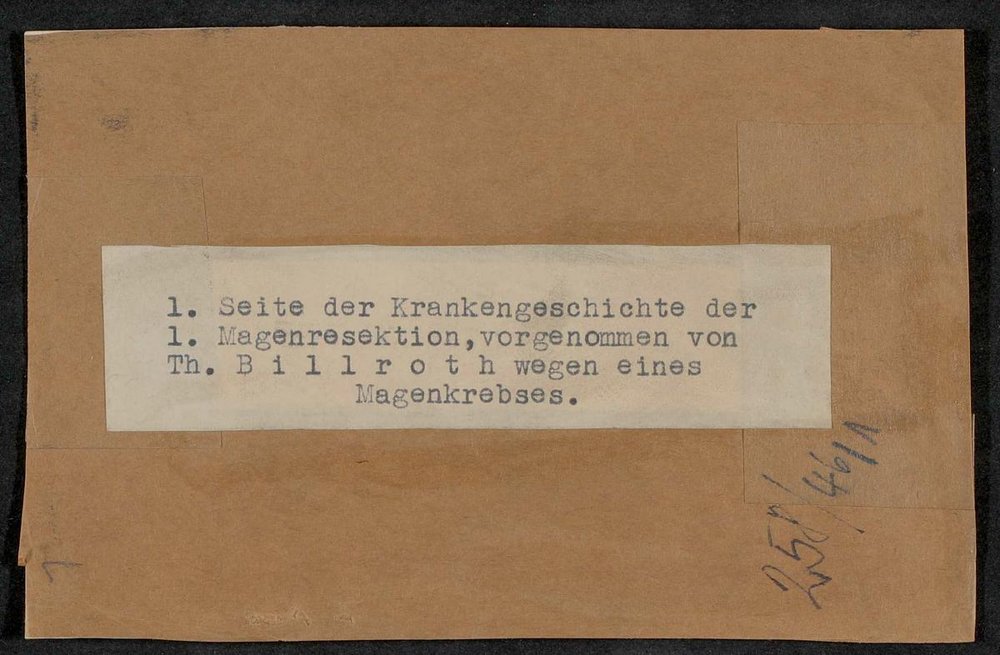 1. Seite der Krankengeschichte der
1. Magenresektion,vorgenommen von
Th. B i l l r o t h wegen eines
Magenkrebses.